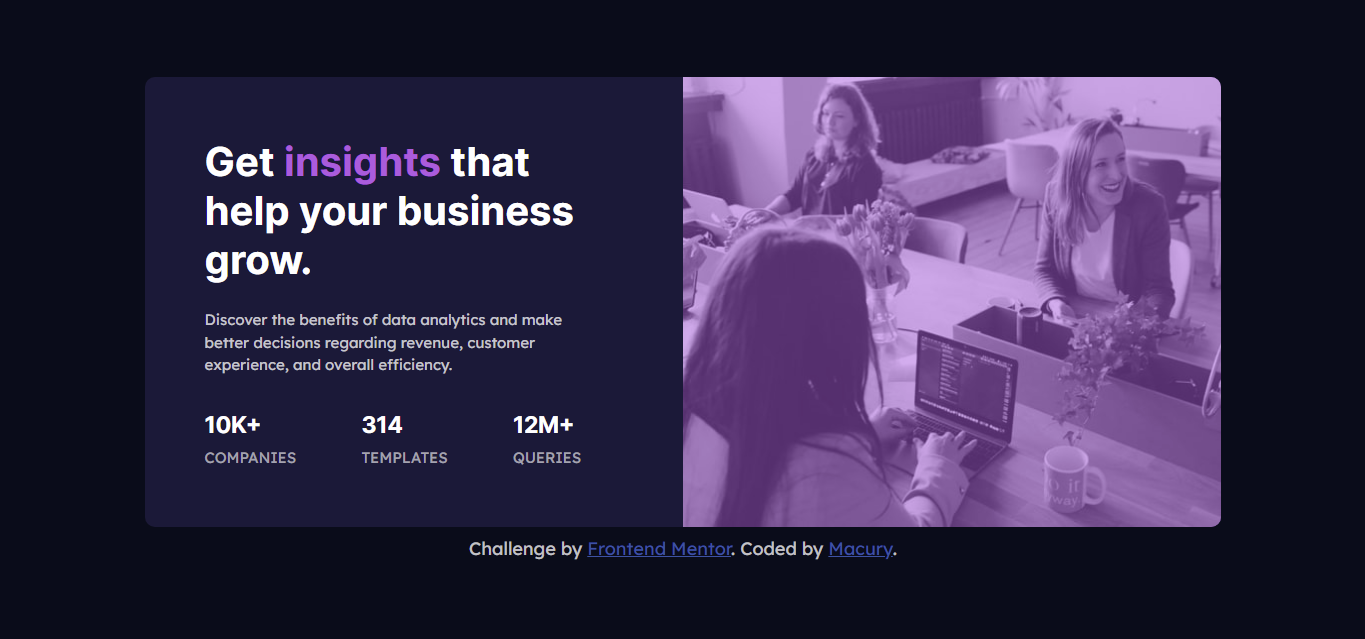 Get insights that
help your business
grow.
Discover the benefits of data analytics and make
better decisions regarding revenue, customer
experience, and overall efficiency.
10K+ 314 12M+
COMPANIES TEMPLATES QUERIES
Challenge by Frontend Mentor. Coded by Macury.